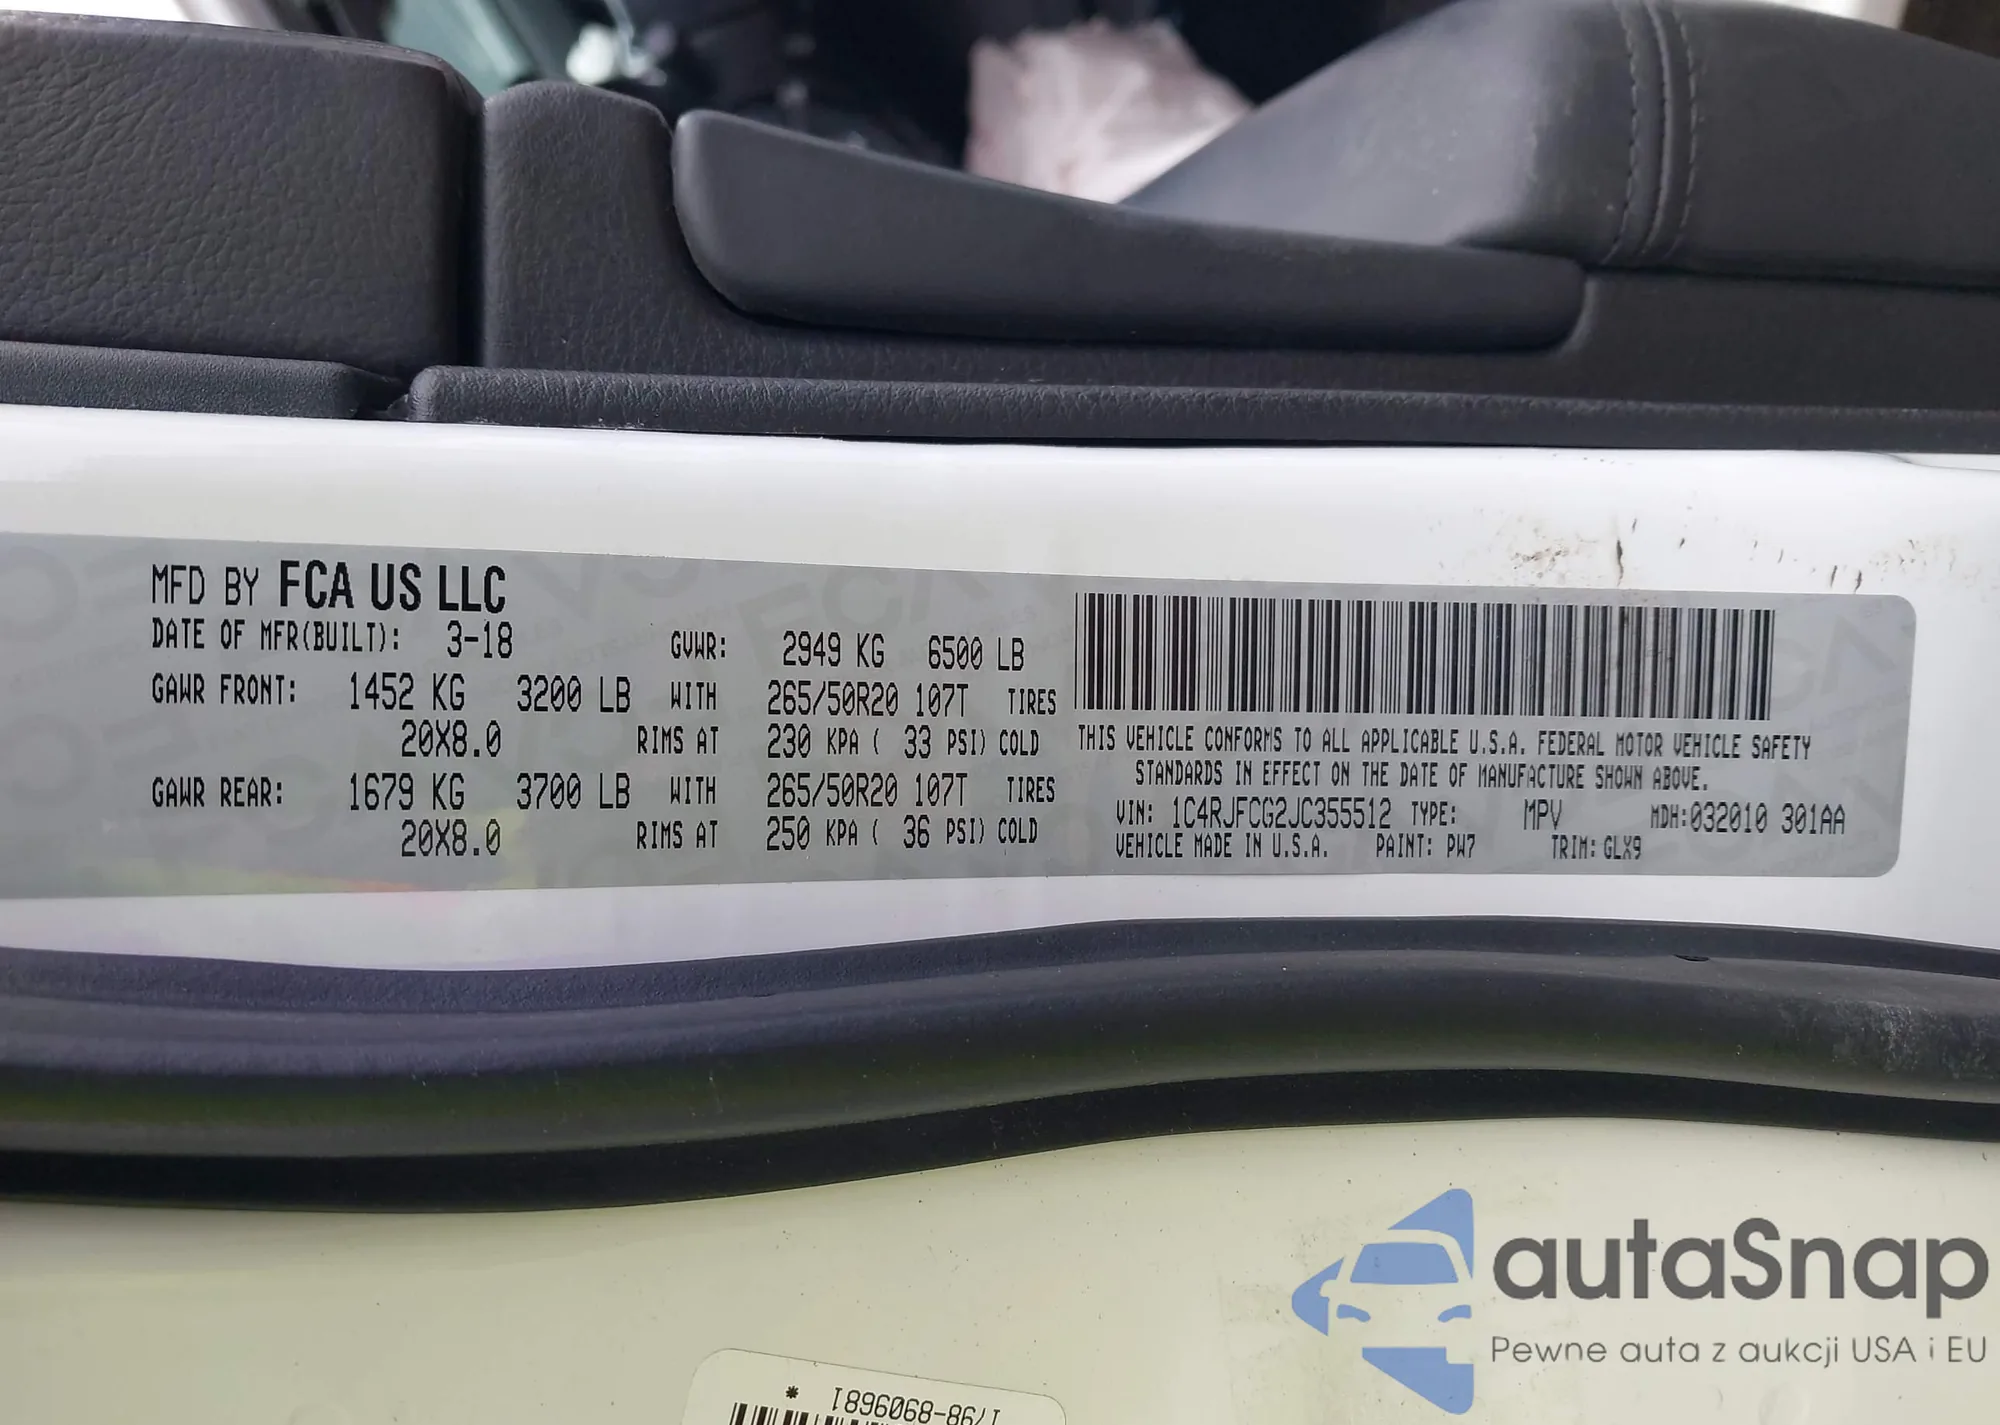 MFD BY FCA US LLC
DATE OF MFR(BUILT): 3-18 GVWR: 2949 KG 6500 LB
GAWR FRONT: 1452 KG 3200 LB WITH 265/50R20 107T TIRES
20X8.0 RIMS AT 230 KPA ( 33 PSI) COLD
GAWR REAR: 1679 KG 3700 LB WITH 265/50R20 107T TIRES
20X8.0 RIMS AT 250 KPA ( 36 PSI) COLD
THIS VEHICLE CONFORMS TO ALL APPLICABLE U.S.A. FEDERAL MOTOR VEHICLE SAFETY
STANDARDS IN EFFECT ON THE DATE OF MANUFACTURE SHOWN ABOVE.
VIN: 1C4RJFCG2JC355512 TYPE: MPV MDH:032010 301AA
VEHICLE MADE IN U.S.A. PAINT: PW7 TRIM: GLX9
autaSnap
Pewne auta z aukcji USA i EU